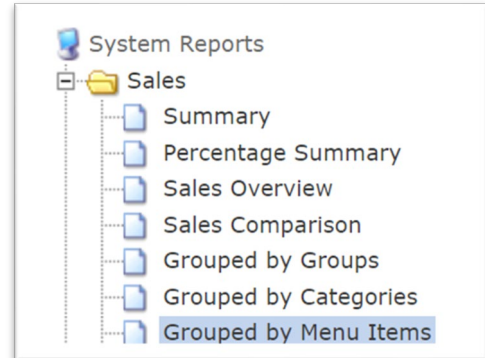 System Reports
Sales
Summary
Percentage Summary
Sales Overview
Sales Comparison
Grouped by Groups
Grouped by Categories
Grouped by Menu Items